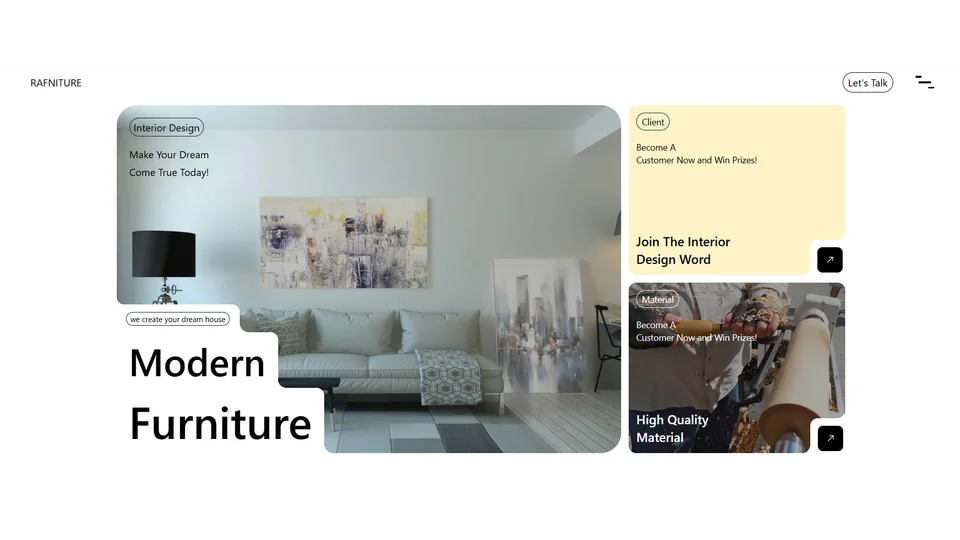 RAFNITURE
Let's Talk
Interior Design
Make Your Dream
Come True Today!
we create your dream house
Modern
Furniture
Client
Become A
Customer Now and Win Prizes!
Join The Interior
Design Word
Material
Become A
Customer Now and Win Prizes!
High Quality
Material